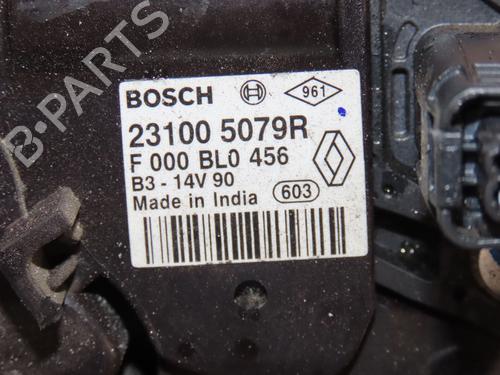 BOSCH 961
23100 5079R
F 000 BL0 456
B3 - 14V 90
Made in India 603
B-PARTS